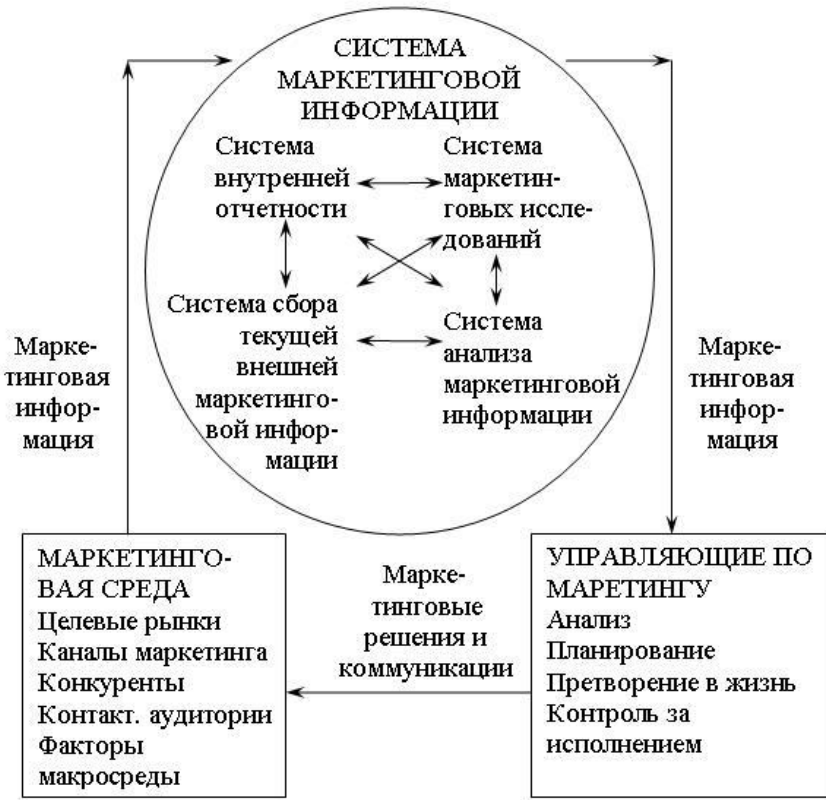 СИСТЕМА
МАРКЕТИНГОВОЙ
ИНФОРМАЦИИ
Система
внутренней
отчетности
Система
маркетин-
говых иссле-
дований
Система сбора
текущей
внешней
маркетинго-
вой инфор-
мации
Система
анализа
маркетинговой
информации
Марке-
тинговая
инфор-
мация
Марке-
тинговая
инфор-
мация
МАРКЕТИНГО-
ВАЯ СРЕДА
Целевые рынки
Каналы маркетинга
Конкуренты
Контакт. аудитории
Факторы
макросреды
Марке-
тинговые
решения и
коммуникации
УПРАВЛЯЮЩИЕ ПО
МАРЕТИНГУ
Анализ
Планирование
Претворение в жизнь
Контроль за
исполнением